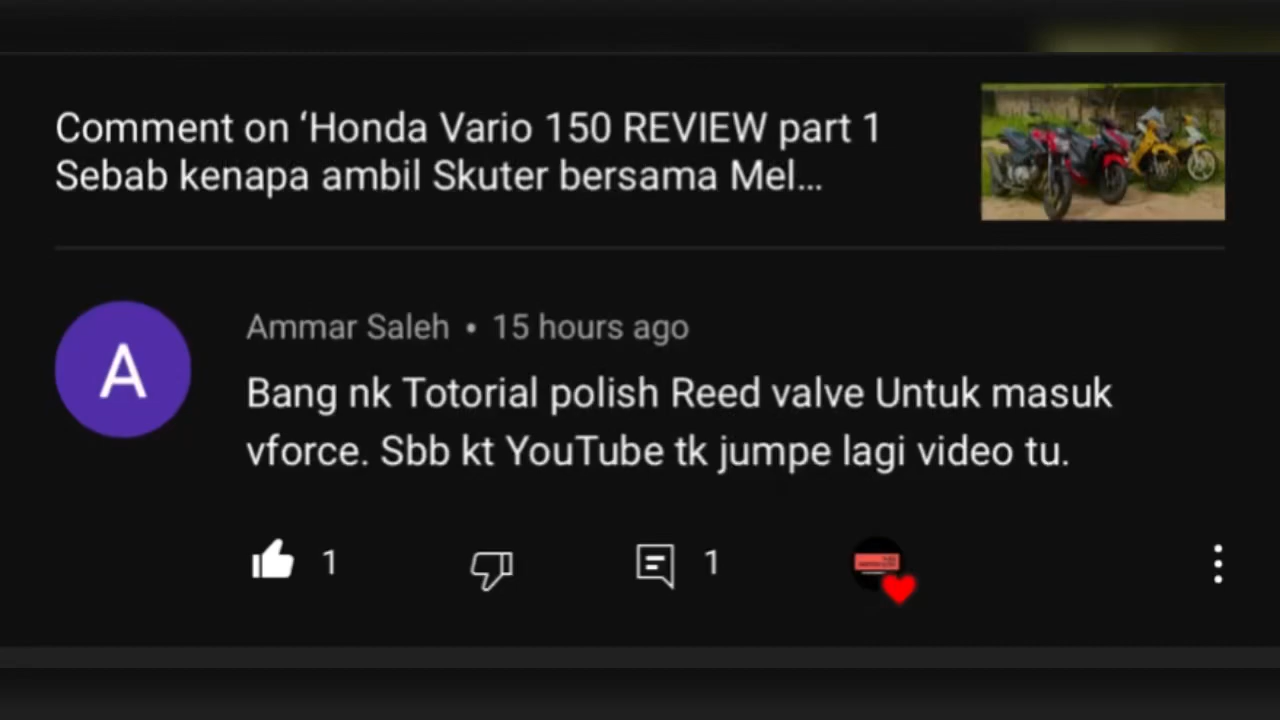 Comment on ‘Honda Vario 150 REVIEW part 1
Sebab kenapa ambil Skuter bersama Mel...
A
Ammar Saleh • 15 hours ago
Bang nk Totorial polish Reed valve Untuk masuk
vforce. Sbb kt YouTube tk jumpe lagi video tu.
1
1